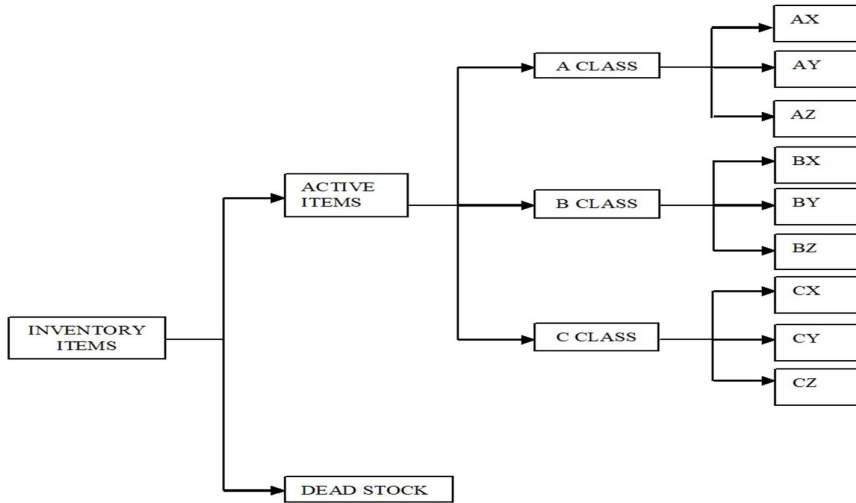 AX
A CLASS
AY
AZ
BX
ACTIVE
ITEMS
B CLASS
BY
BZ
CX
INVENTORY
ITEMS
C CLASS
CY
CZ
DEAD STOCK